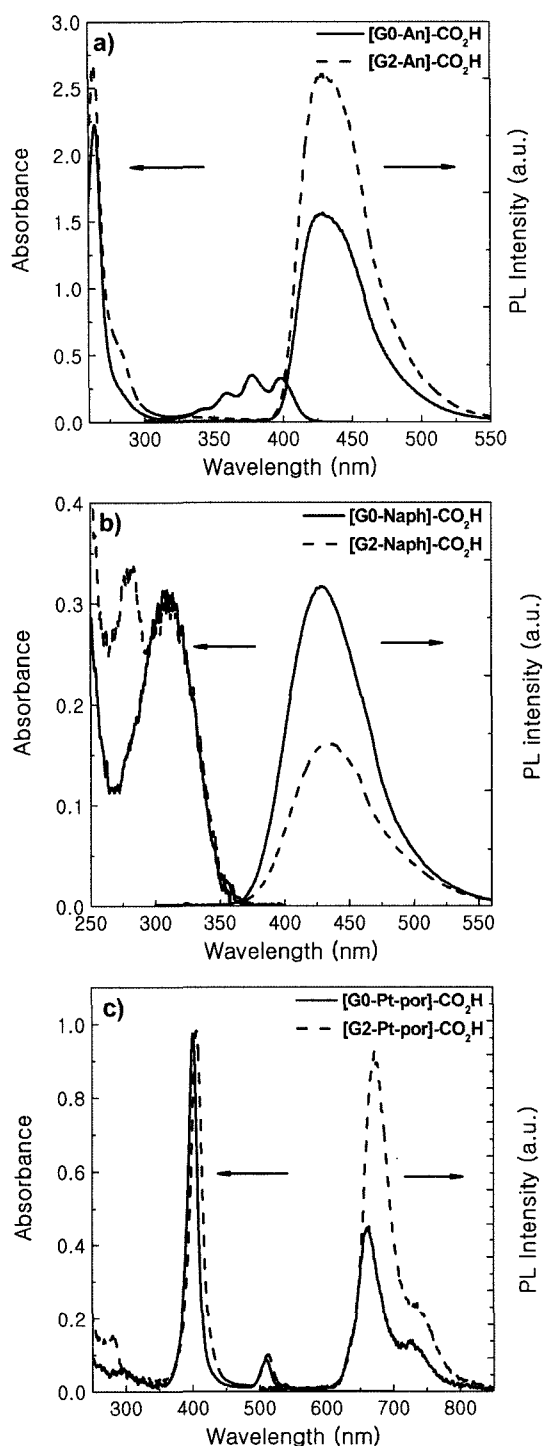 a)
[G0-An]-CO₂H
[G2-An]-CO₂H
3.0
2.5
2.0
1.5
1.0
0.5
0.0
Absorbance
PL Intensity (a.u.)
300 350 400 450 500 550
Wavelength (nm)
b)
[G0-Naph]-CO₂H
[G2-Naph]-CO₂H
0.4
0.3
0.2
0.1
0.0
Absorbance
PL intensity (a.u.)
250 300 350 400 450 500 550
Wavelength (nm)
c)
[G0-Pt-por]-CO₂H
[G2-Pt-por]-CO₂H
1.0
0.8
0.6
0.4
0.2
0.0
Absorbance
PL Intensity (a.u.)
300 400 500 600 700 800
Wavelength (nm)